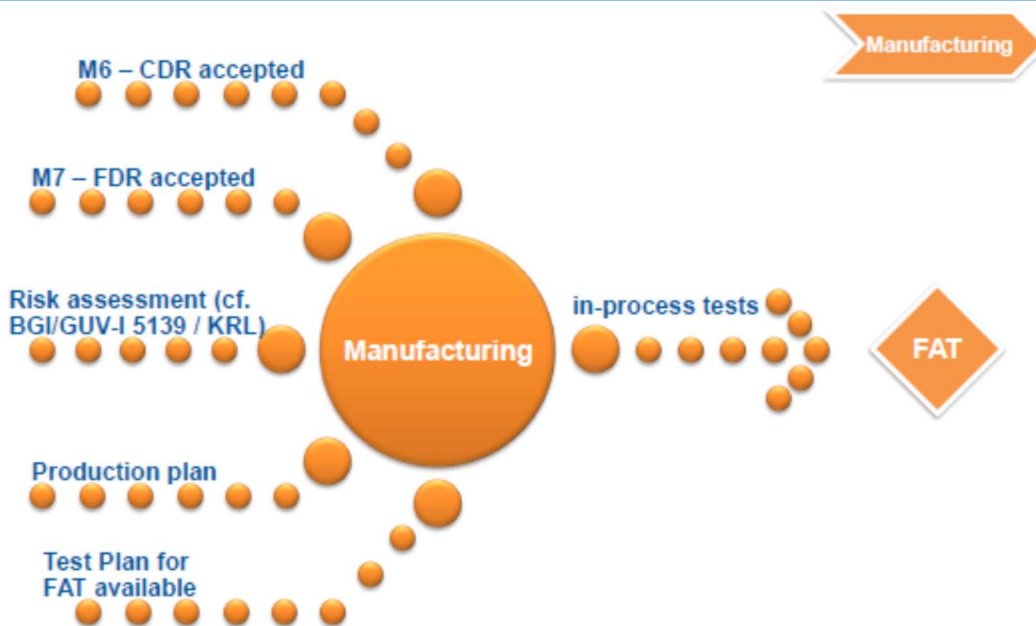 Manufacturing
M6 – CDR accepted
M7 – FDR accepted
Risk assessment (cf.
BGI/GUV-I 5139 / KRL)
Production plan
Test Plan for
FAT available
Manufacturing
in-process tests
FAT